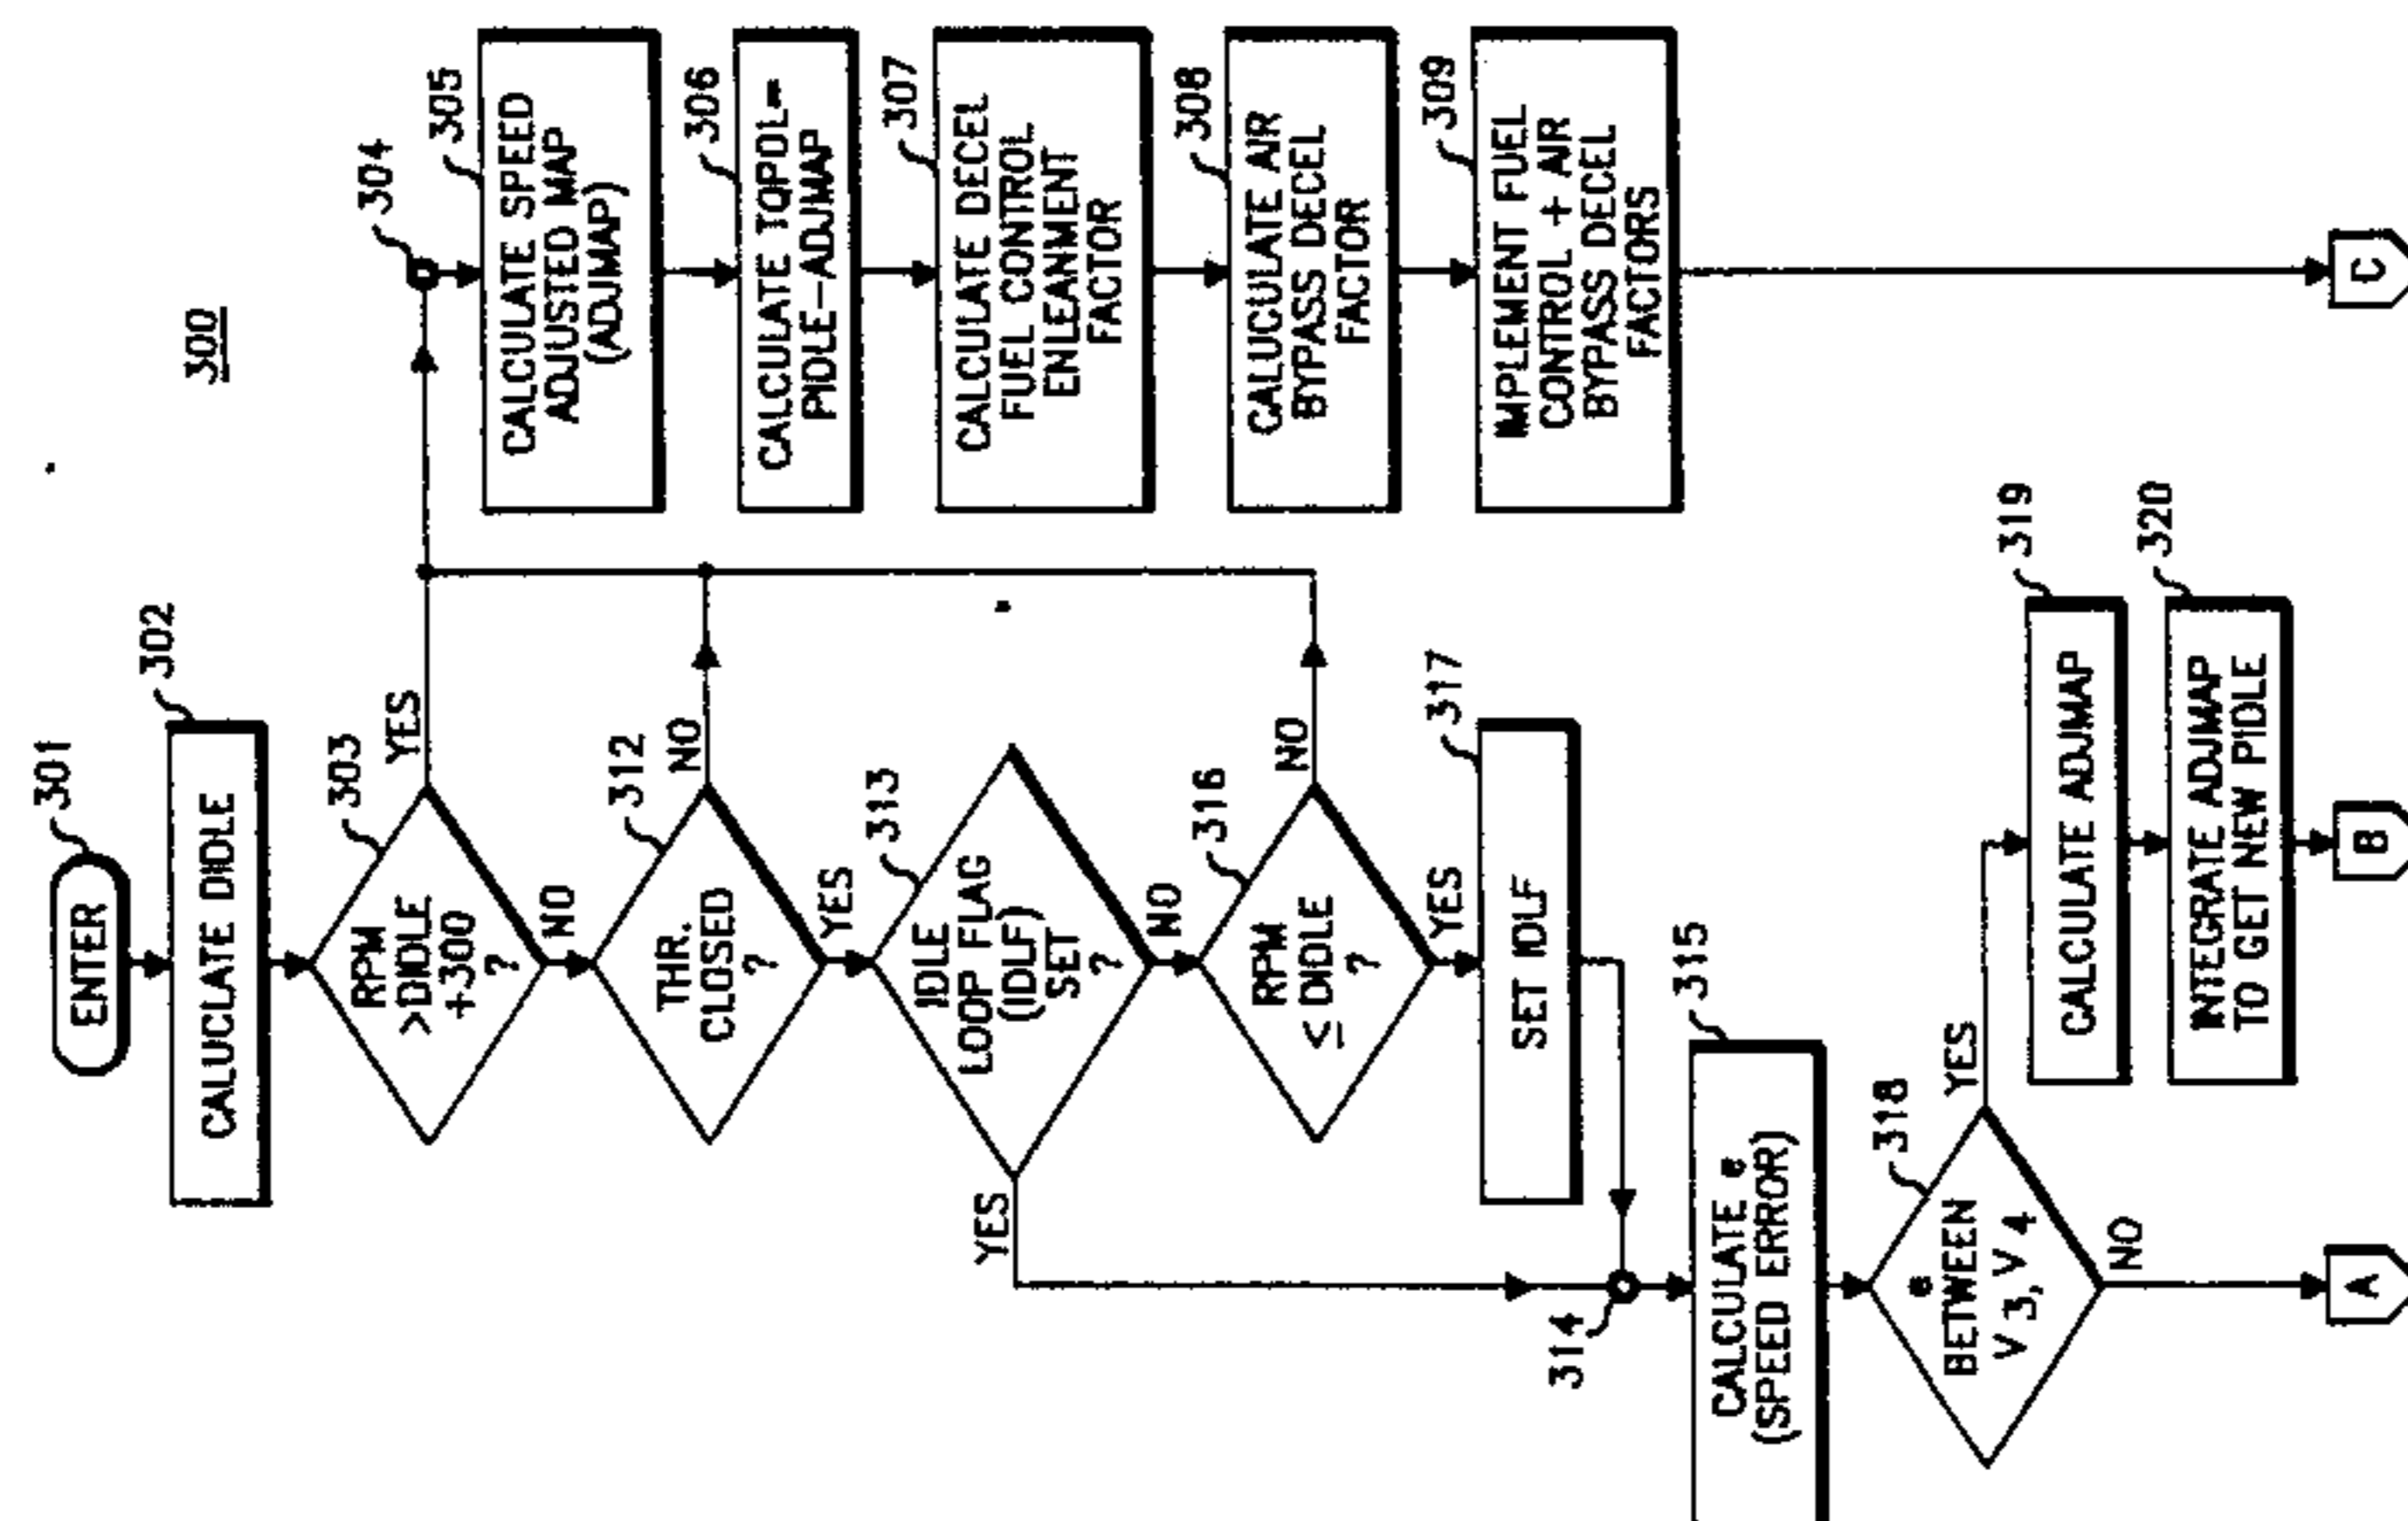 300
301
ENTER
302
CALUCLATE DIDLE
303
RPM
>DIDLE
+300
?
YES
NO
304
305
CALCULATE SPEED
ADJUSTED MAP
(ADJMAP)
306
CALCULATE TQPDL=
PIDLE-ADJMAP
307
CALCULATE DECEL
FUEL CONTROL
ENLEANMENT
FACTOR
308
CALUCULATE AIR
BYPASS DECEL
FACTOR
309
IMPLEMENT FUEL
CONTROL + AIR
BYPASS DECEL
FACTORS
C
312
THR.
CLOSED
?
NO
YES
313
IDLE
LOOP FLAG
(IDLF)
SET
?
YES
NO
316
RPM
≤ DIDLE
?
NO
YES
317
SET IDLF
314
315
CALCULATE e
(SPEED ERROR)
318
e
BETWEEN
V 3, V 4
YES
NO
319
CALCULATE ADJMAP
320
INTEGRATE ADJMAP
TO GET NEW PIDLE
B
A